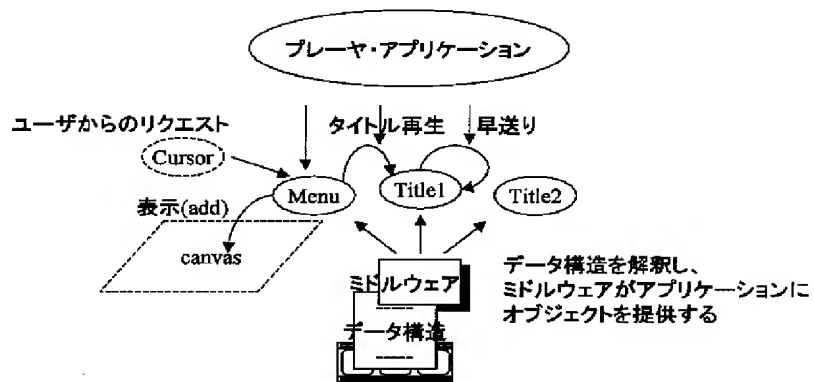 プレーヤ・アプリケーション
ユーザからのリクエスト
タイトル再生
早送り
Cursor
Menu
Title1
Title2
表示(add)
canvas
ミドルウェア
データ構造
データ構造を解釈し、
ミドルウェアがアプリケーションに
オブジェクトを提供する